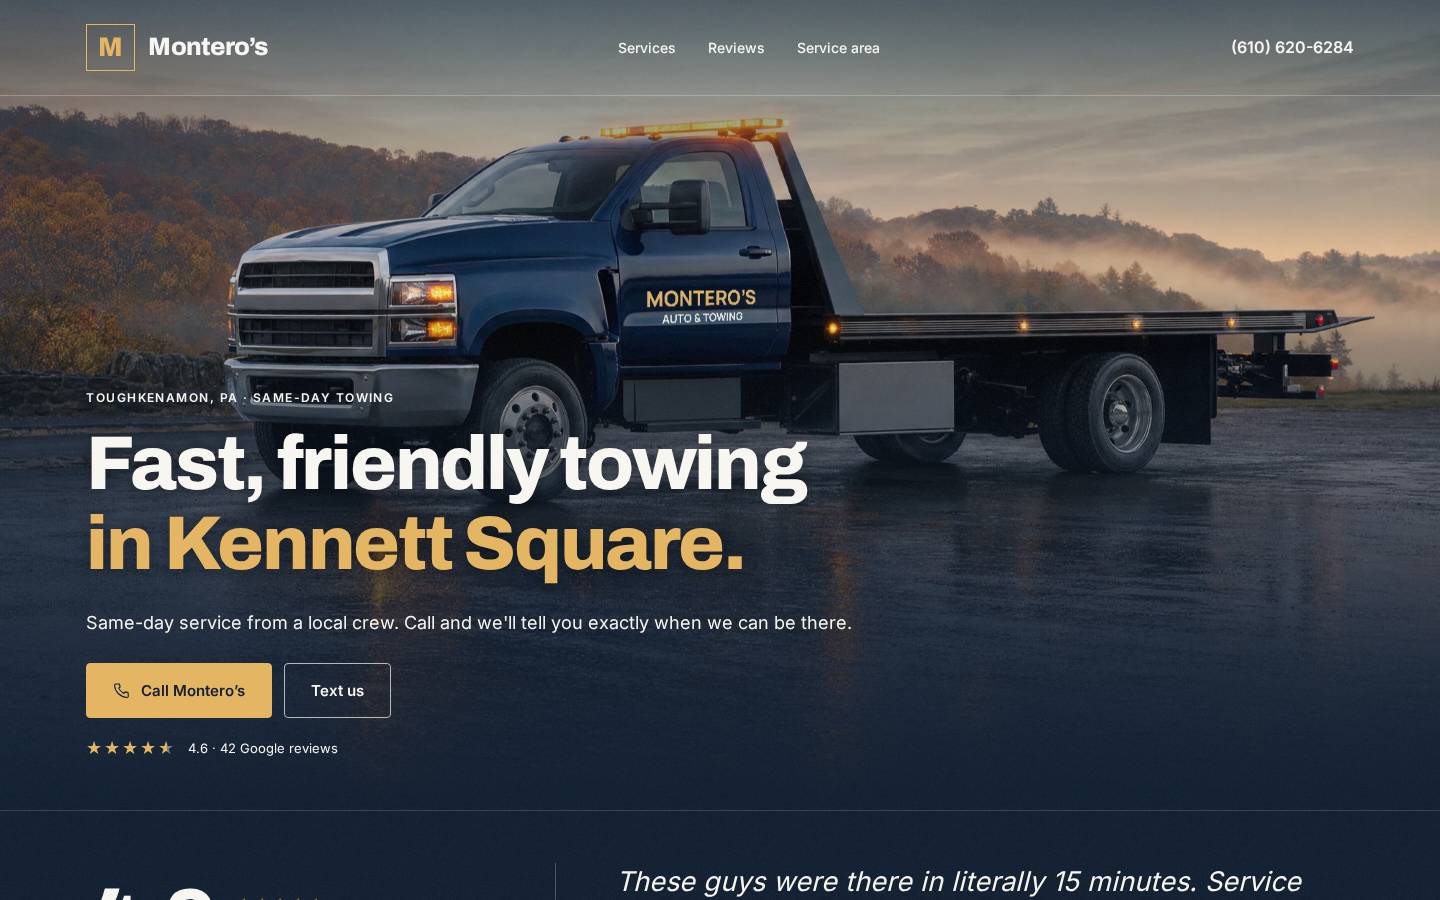 M Montero’s
Services Reviews Service area
(610) 620-6284
MONTERO'S
AUTO & TOWING
TOUGHKENAMON, PA · SAME-DAY TOWING
Fast, friendly towing
in Kennett Square.
Same-day service from a local crew. Call and we'll tell you exactly when we can be there.
Call Montero’s Text us
4.6 · 42 Google reviews
These guys were there in literally 15 minutes. Service